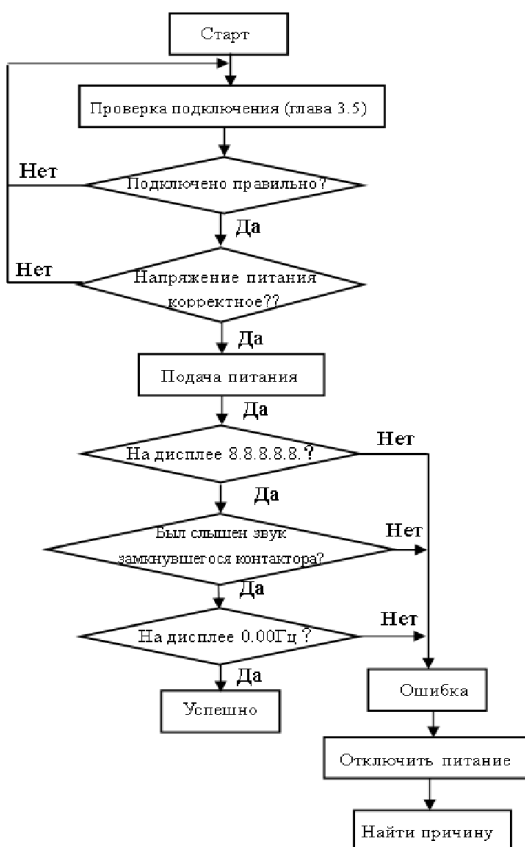 Старт
Проверка подключения (глава 3.5)
Нет
Подключено правильно?
Да
Нет
Напряжение питания
корректное??
Да
Подача питания
Да
На дисплее 8.8.8.8.8.?
Нет
Да
Был слышен звук
замкнувшегося контактора?
Нет
Да
На дисплее 0.00Гц ?
Нет
Да
Успешно
Ошибка
Отключить питание
Найти причину